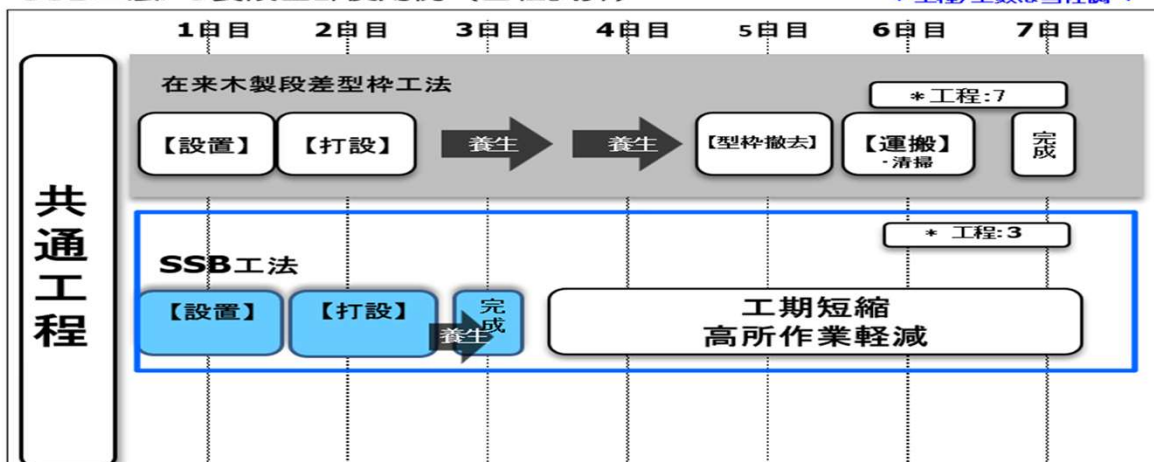 1日目 2日目 3日目 4日目 5日目 6日目 7日目
共通工程
在来木製段差型枠工法
*工程:7
【設置】 【打設】 養生 養生 【型枠撤去】 【運搬】 完成
・清掃
* 工程:3
SSB工法
【設置】 【打設】 養生 完成
工期短縮
高所作業軽減